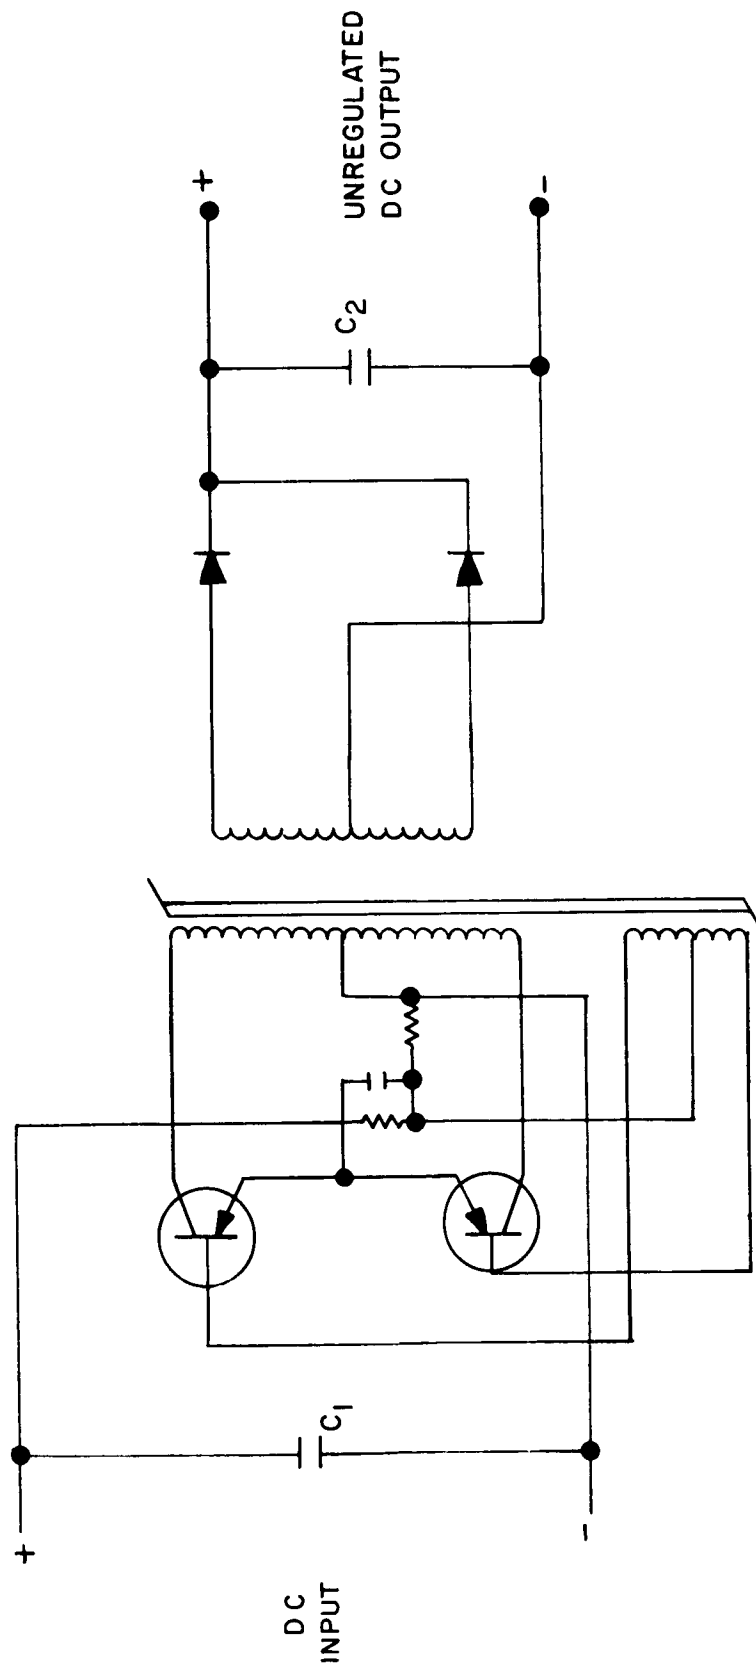 DC
INPUT
+
-
C1
C2
+
-
UNREGULATED
DC OUTPUT